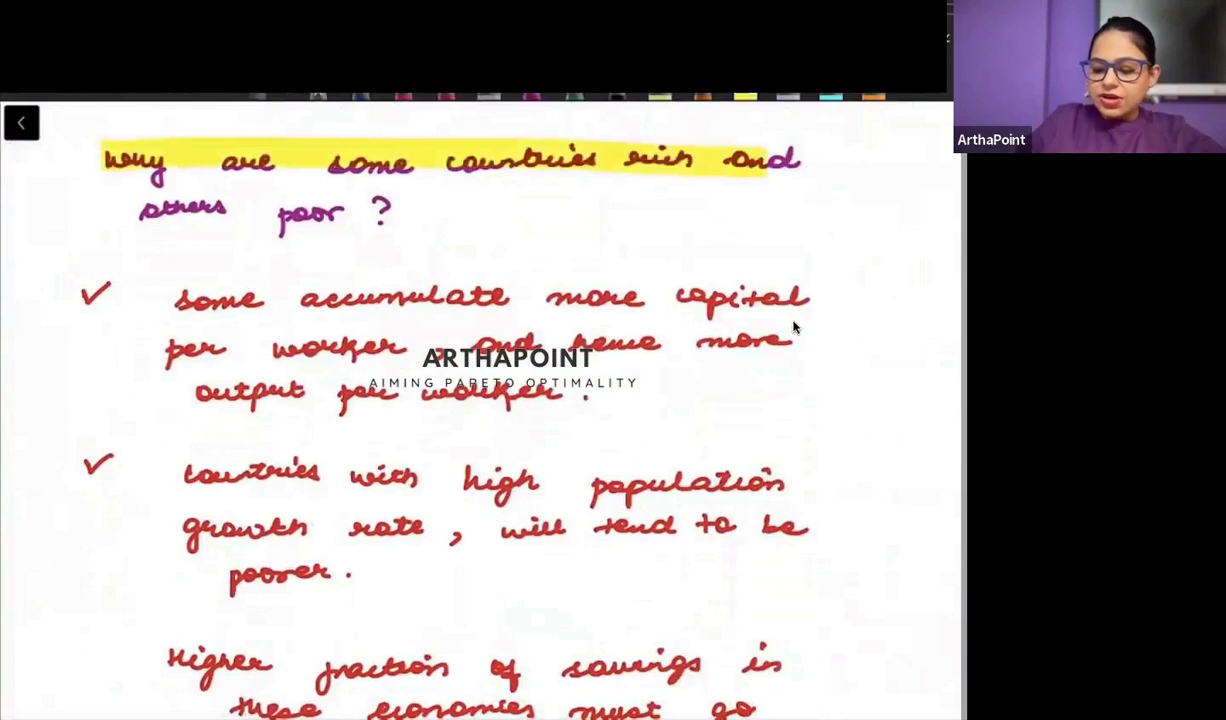 why are some countries rich and
others poor ?
some accumulate more capital
per worker , and hence more
output per worker .
ARTHAPOINT
AIMING PARETO OPTIMALITY
countries with high population
growth rate , will tend to be
poorer .
Higher fraction of savings in
these economies must go
ArthaPoint